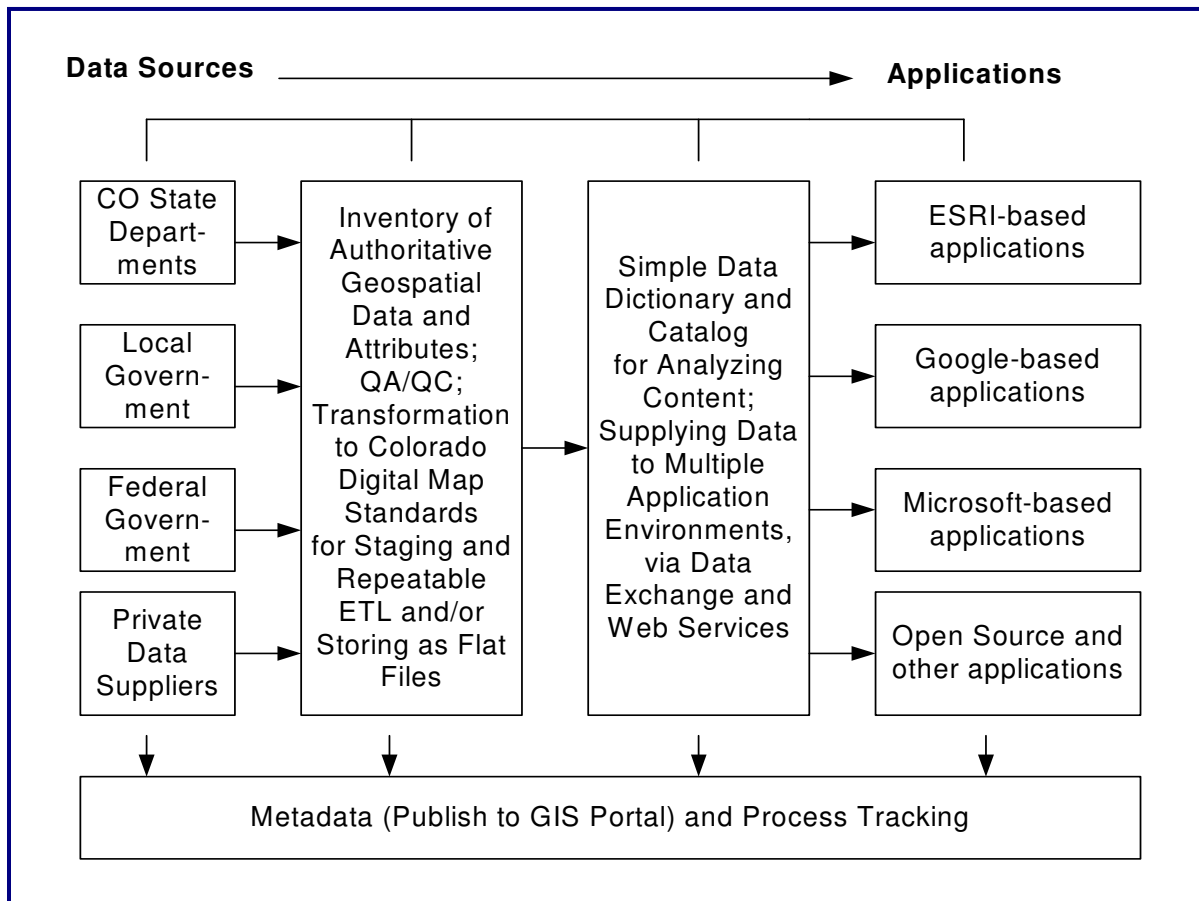 Data Sources
Applications
CO State
Depart-
ments
Local
Govern-
ment
Federal
Govern-
ment
Private
Data
Suppliers
Inventory of
Authoritative
Geospatial
Data and
Attributes;
QA/QC;
Transformation
to Colorado
Digital Map
Standards
for Staging and
Repeatable
ETL and/or
Storing as Flat
Files
Simple Data
Dictionary and
Catalog
for Analyzing
Content;
Supplying Data
to Multiple
Application
Environments,
via Data
Exchange and
Web Services
ESRI-based
applications
Google-based
applications
Microsoft-based
applications
Open Source and
other applications
Metadata (Publish to GIS Portal) and Process Tracking